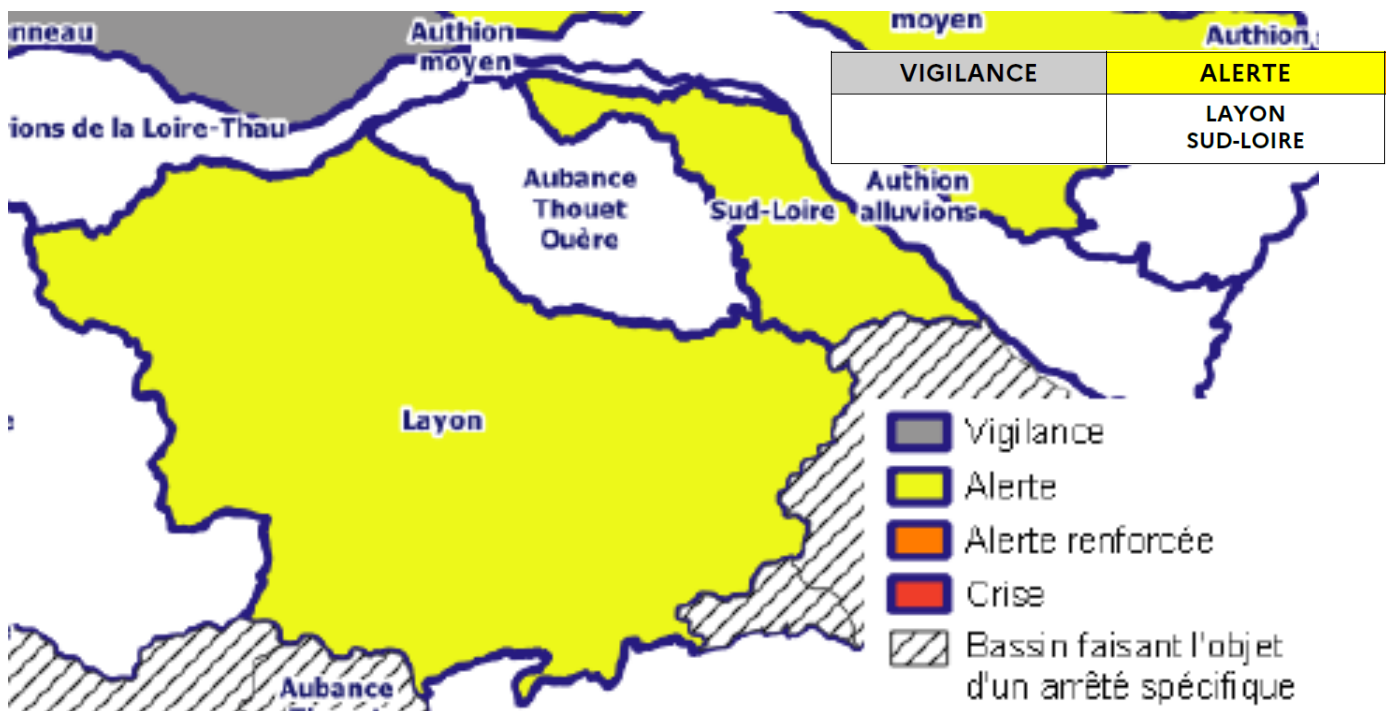 nneau
Authion
moyen
moyen
Authion
VIGILANCE
ALERTE
LAYON
SUD-LOIRE
ions de la Loire-Thau
Aubance
Thouet
Ouère
Sud-Loire
Authion
alluvions
Layon
e
Vigilance
Alerte
Alerte renforcée
Crise
Bassin faisant l'objet
d'un arrêté spécifique
Aubance